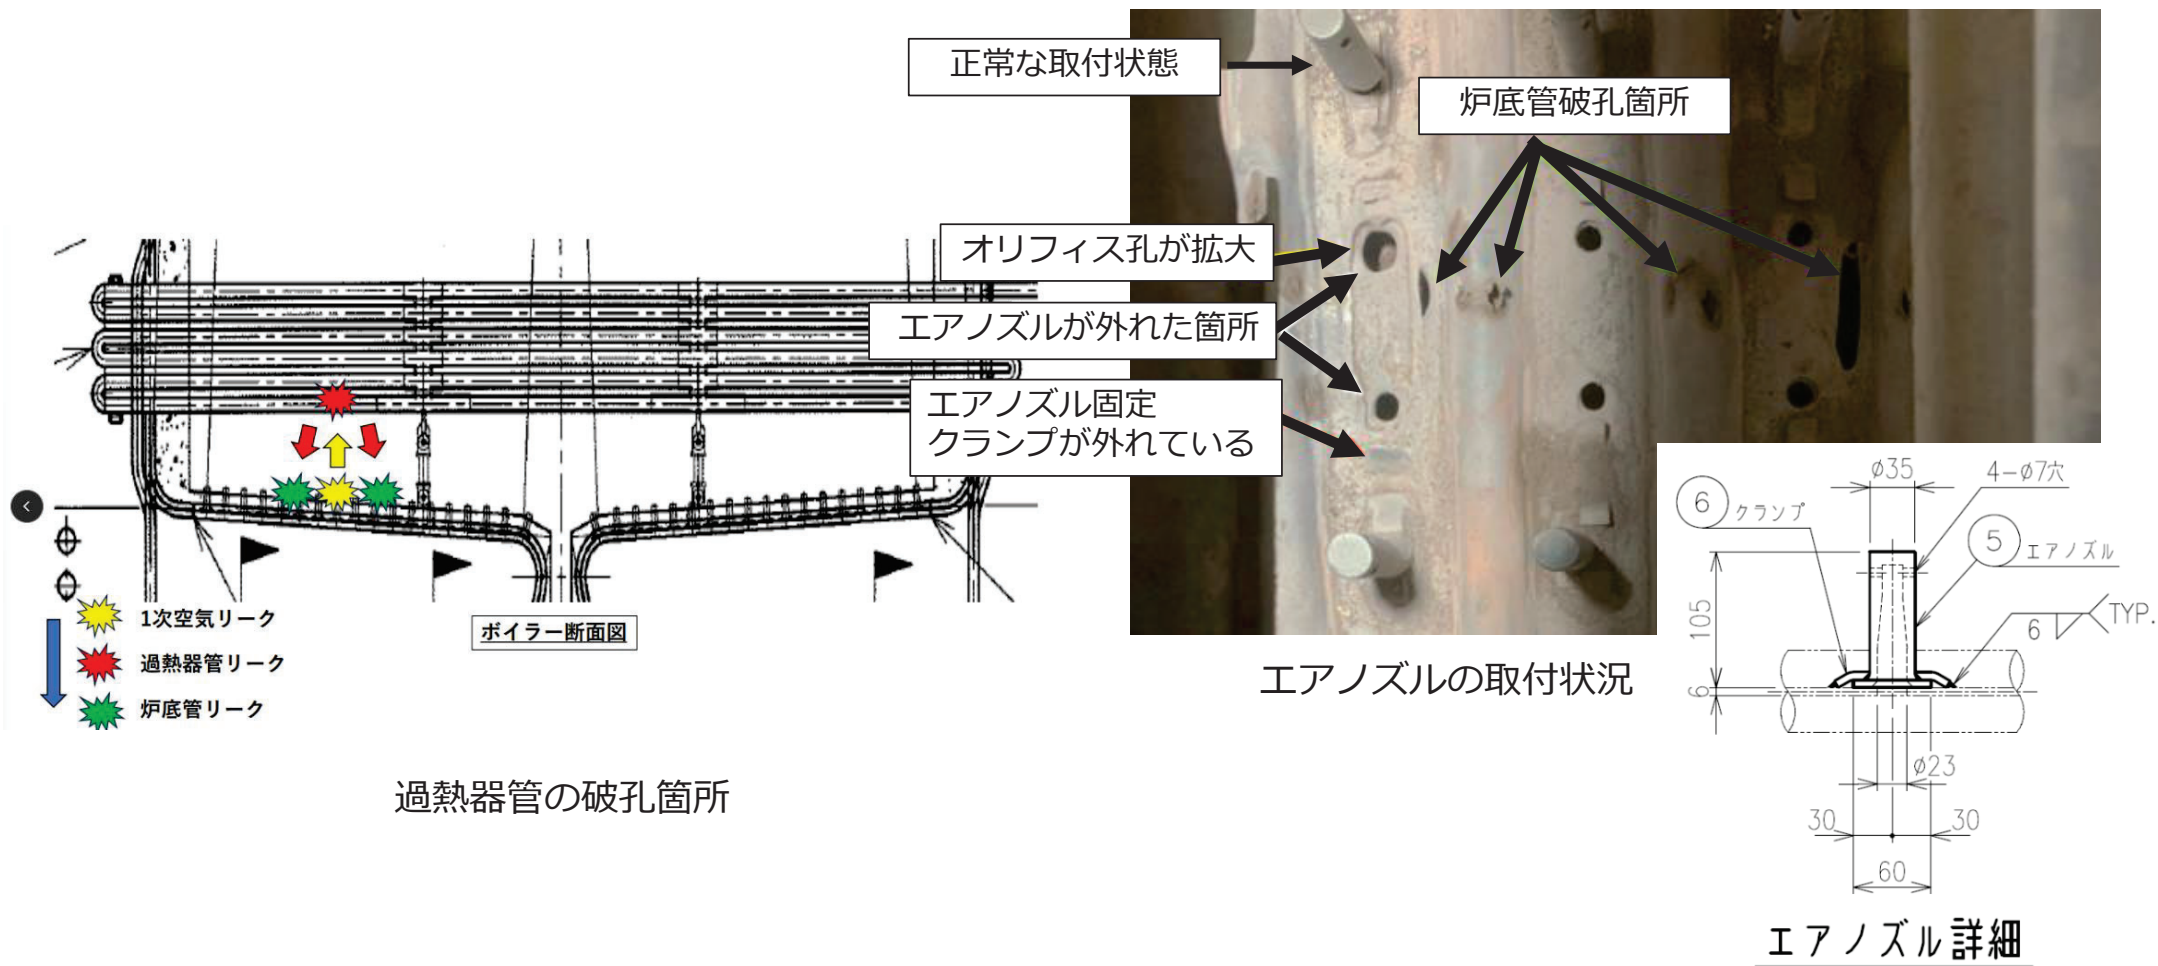 正常な取付状態
炉底管破孔箇所
オリフィス孔が拡大
エアノズルが外れた箇所
エアノズル固定
クランプが外れている
1次空気リーク
過熱器管リーク
炉底管リーク
ボイラー断面図
過熱器管の破孔箇所
エアノズルの取付状況
φ35
4-φ7穴
6 クランプ
5 エアノズル
105
6
6
TYP.
φ23
30
30
60
エアノズル詳細